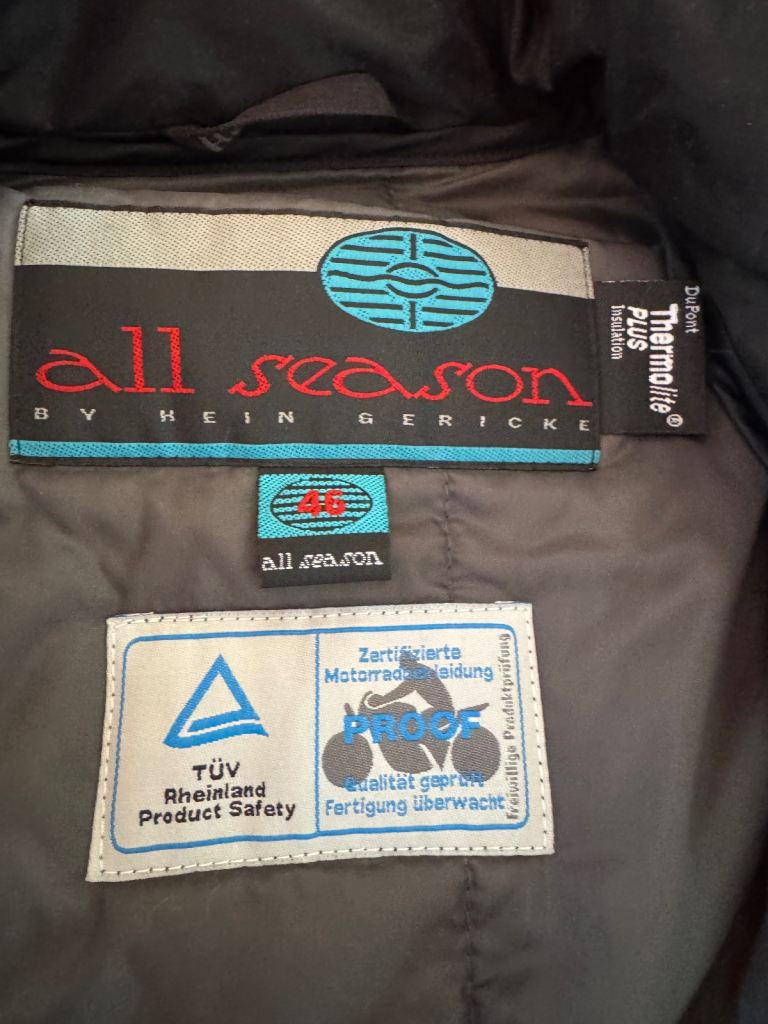 all season
BY HEIN GERICKE
DuPont
Thermolite®
PLUS
Insulation
46
all season
TÜV
Rheinland
Product Safety
Zertifizierte
Motorradbekleidung
PROOF
Qualität geprüft
Fertigung überwacht
Freiwillige Produktprüfung